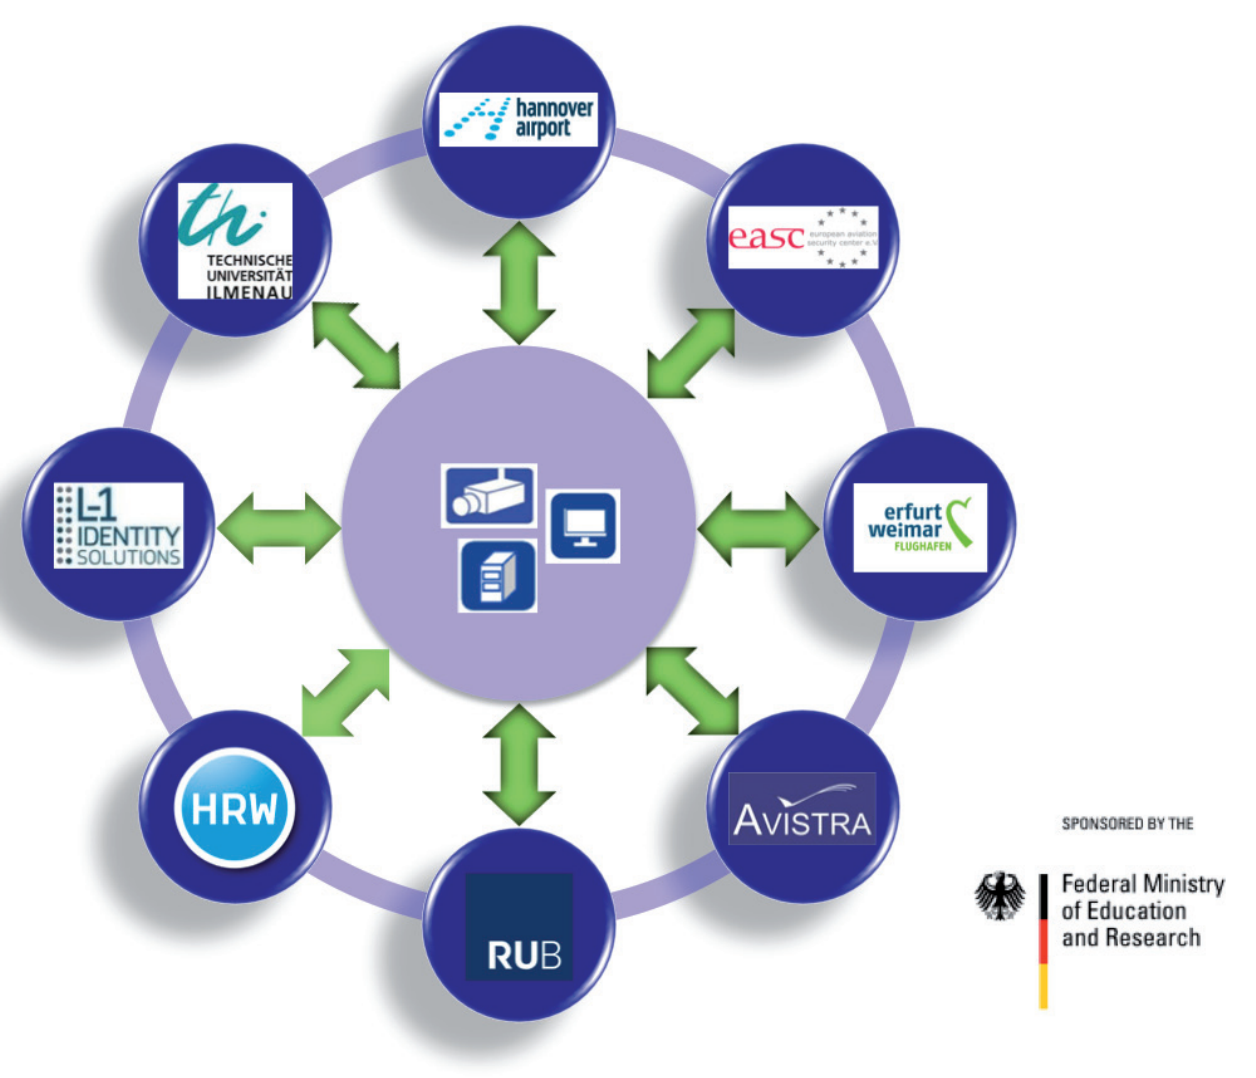 hannover
airport
th
TECHNISCHE
UNIVERSITÄT
ILMENAU
easc
european aviation
security center e.V.
L-1
IDENTITY
SOLUTIONS
erfurt
weimar
FLUGHAFEN
HRW
AVISTRA
RUB
SPONSORED BY THE
Federal Ministry
of Education
and Research